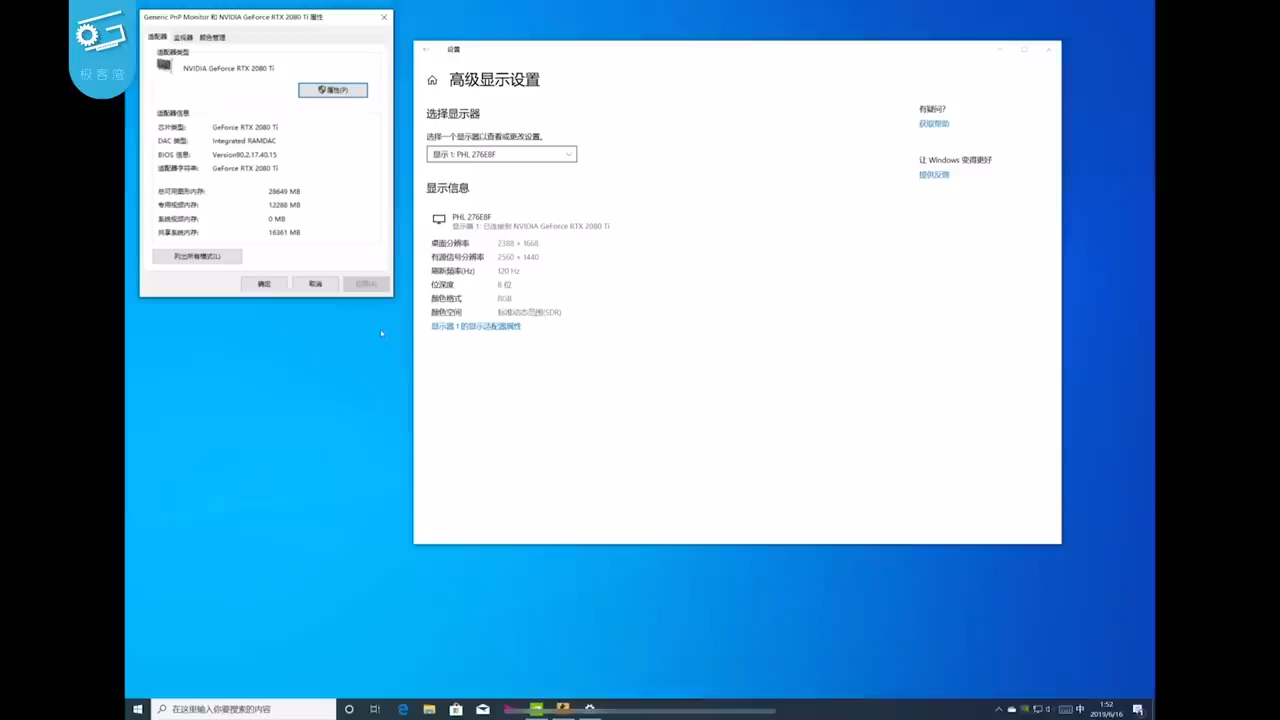 极客湾
Generic PnP Monitor 和 NVIDIA GeForce RTX 2080 Ti 属性
适配器 监视器 颜色管理
适配器类型
NVIDIA GeForce RTX 2080 Ti
属性(P)
适配器信息
芯片类型: GeForce RTX 2080 Ti
DAC 类型: Integrated RAMDAC
BIOS 信息: Version90.2.17.40.15
适配器字符串: GeForce RTX 2080 Ti
总可用图形内存: 28649 MB
专用视频内存: 12288 MB
系统视频内存: 0 MB
共享系统内存: 16361 MB
列出所有模式(L)
确定 取消 应用(A)
设置
高级显示设置
选择显示器
选择一个显示器以查看或更改设置。
显示 1: PHL 276E8F
显示信息
PHL 276E8F
显示器 1: 已连接到 NVIDIA GeForce RTX 2080 Ti
桌面分辨率 2388 × 1668
有源信号分辨率 2560 × 1440
刷新频率(Hz) 120 Hz
位深度 8 位
颜色格式 RGB
颜色空间 标准动态范围(SDR)
显示器 1 的显示适配器属性
有疑问?
获取帮助
让 Windows 变得更好
提供反馈
在这里输入你要搜索的内容
中
1:52
2019/6/16